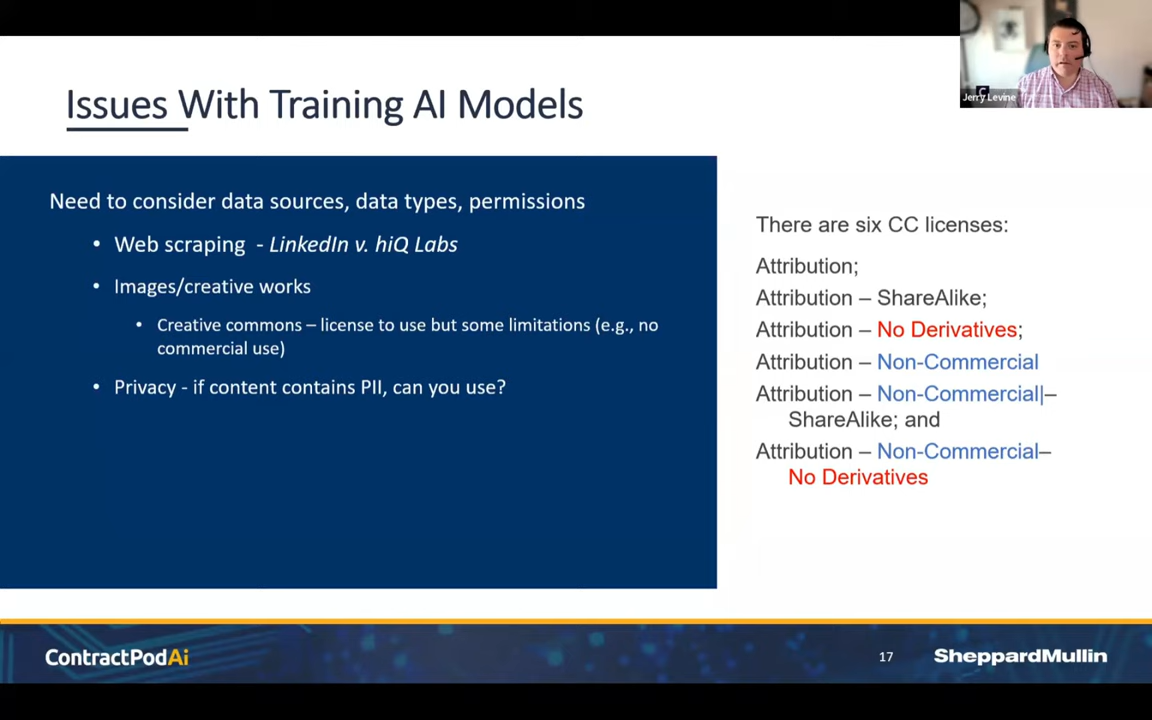 Jerry Levine
Issues With Training AI Models
Need to consider data sources, data types, permissions
• Web scraping - LinkedIn v. hiQ Labs
• Images/creative works
• Creative commons – license to use but some limitations (e.g., no
commercial use)
• Privacy - if content contains PII, can you use?
There are six CC licenses:
Attribution;
Attribution – ShareAlike;
Attribution – No Derivatives;
Attribution – Non-Commercial
Attribution – Non-Commercial|–
ShareAlike; and
Attribution – Non-Commercial–
No Derivatives
ContractPodAi
17
SheppardMullin